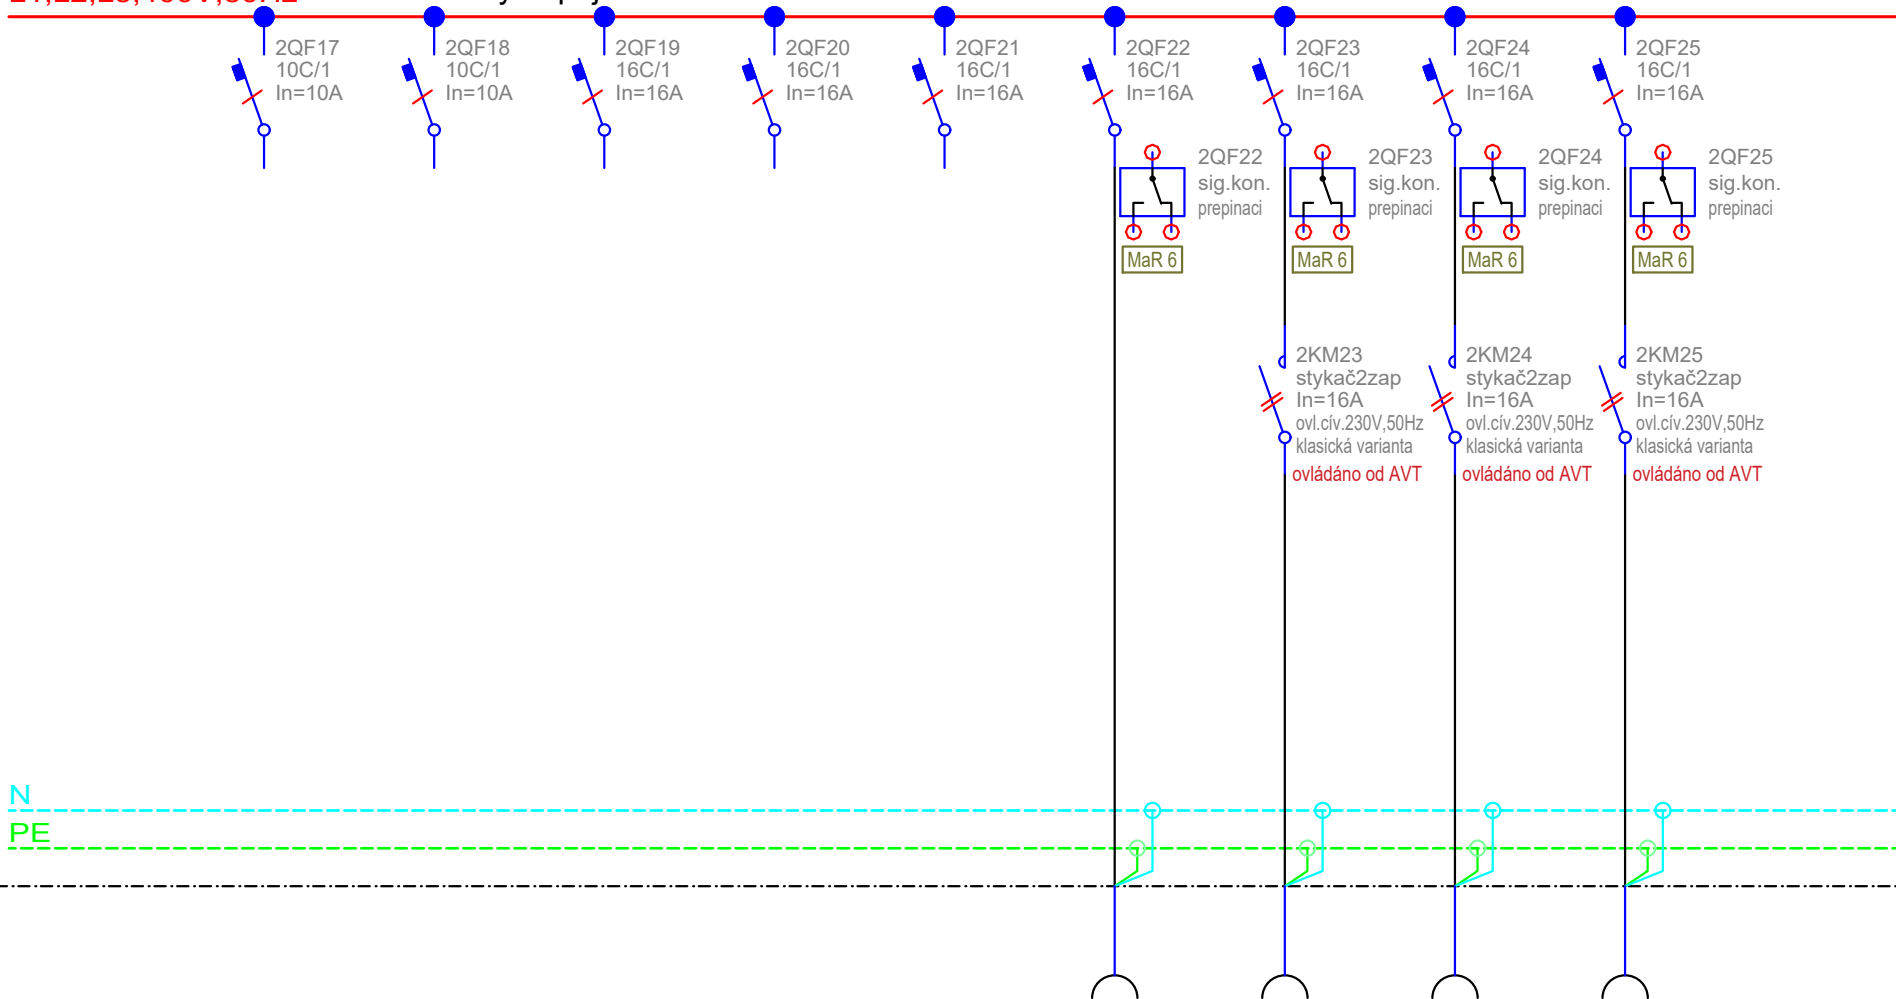 2QF17
10C/1
In=10A
2QF18
10C/1
In=10A
2QF19
16C/1
In=16A
2QF20
16C/1
In=16A
2QF21
16C/1
In=16A
2QF22
16C/1
In=16A
2QF23
16C/1
In=16A
2QF24
16C/1
In=16A
2QF25
16C/1
In=16A
2QF22
sig.kon.
prepinaci
MaR 6
2QF23
sig.kon.
prepinaci
MaR 6
2QF24
sig.kon.
prepinaci
MaR 6
2QF25
sig.kon.
prepinaci
MaR 6
2KM23
stykač2zap
In=16A
ovl.cív.230V,50Hz
klasická varianta
ovládáno od AVT
2KM24
stykač2zap
In=16A
ovl.cív.230V,50Hz
klasická varianta
ovládáno od AVT
2KM25
stykač2zap
In=16A
ovl.cív.230V,50Hz
klasická varianta
ovládáno od AVT
N
PE